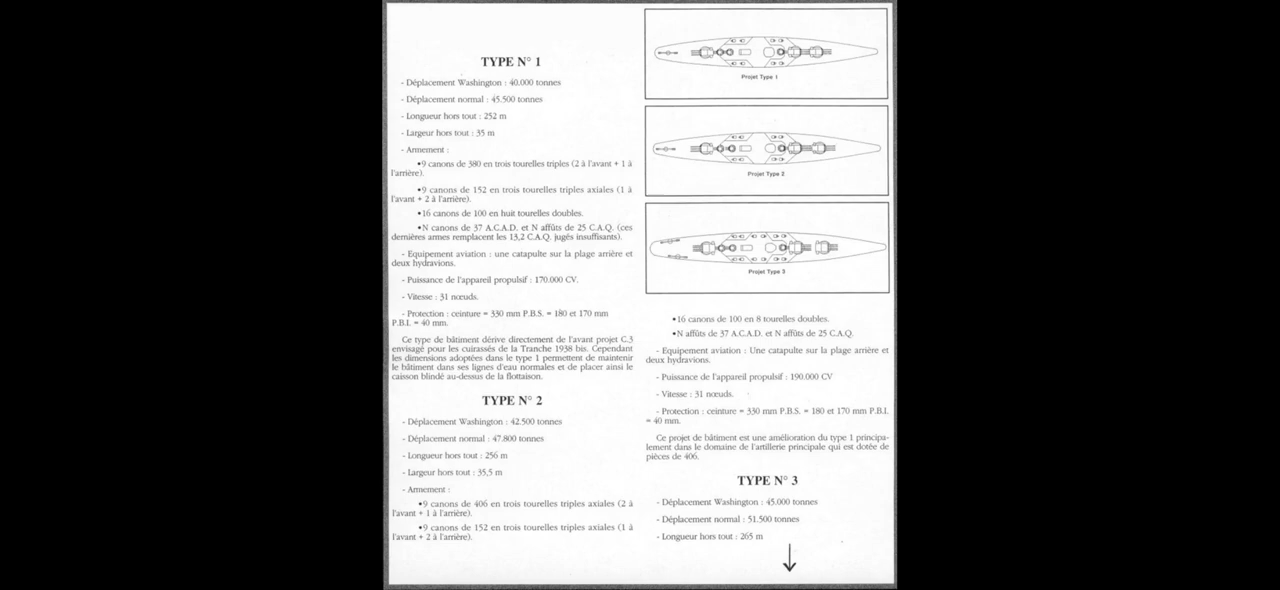 TYPE N° 1
- Déplacement Washington : 40.000 tonnes
- Déplacement normal : 45.500 tonnes
- Longueur hors tout : 252 m
- Largeur hors tout : 35 m
- Armement :
•9 canons de 380 en trois tourelles triples (2 à l'avant + 1 à
l'arrière).
•9 canons de 152 en trois tourelles triples axiales (1 à
l'avant + 2 à l'arrière).
•16 canons de 100 en huit tourelles doubles.
•N canons de 37 A.C.A.D. et N affûts de 25 C.A.Q. (ces
dernières armes remplacent les 13,2 C.A.Q. jugés insuffisants).
- Equipement aviation : une catapulte sur la plage arrière et
deux hydravions.
- Puissance de l'appareil propulsif : 170.000 CV.
- Vitesse : 31 nœuds.
- Protection : ceinture = 330 mm P.B.S. = 180 et 170 mm
P.B.I. = 40 mm.
Ce type de bâtiment dérive directement de l'avant projet C.3
envisagé pour les cuirassés de la Tranche 1938 bis. Cependant
les dimensions adoptées dans le type 1 permettent de maintenir
le bâtiment dans ses lignes d'eau normales et de placer ainsi le
caisson blindé au-dessus de la flottaison.
TYPE N° 2
- Déplacement Washington : 42.500 tonnes
- Déplacement normal : 47.800 tonnes
- Longueur hors tout : 256 m
- Largeur hors tout : 35,5 m
- Armement :
•9 canons de 406 en trois tourelles triples axiales (2 à
l'avant + 1 à l'arrière).
•9 canons de 152 en trois tourelles triples axiales (1 à
l'avant + 2 à l'arrière).
Projet Type 1
Projet Type 2
Projet Type 3
•16 canons de 100 en 8 tourelles doubles.
•N affûts de 37 A.C.A.D. et N affûts de 25 C.A.Q.
- Equipement aviation : Une catapulte sur la plage arrière et
deux hydravions.
- Puissance de l'appareil propulsif : 190.000 CV
- Vitesse : 31 nœuds.
- Protection : ceinture = 330 mm P.B.S. = 180 et 170 mm P.B.I.
= 40 mm.
Ce projet de bâtiment est une amélioration du type 1 principa-
lement dans le domaine de l'artillerie principale qui est dotée de
pièces de 406.
TYPE N° 3
- Déplacement Washington : 45.000 tonnes
- Déplacement normal : 51.500 tonnes
- Longueur hors tout : 265 m